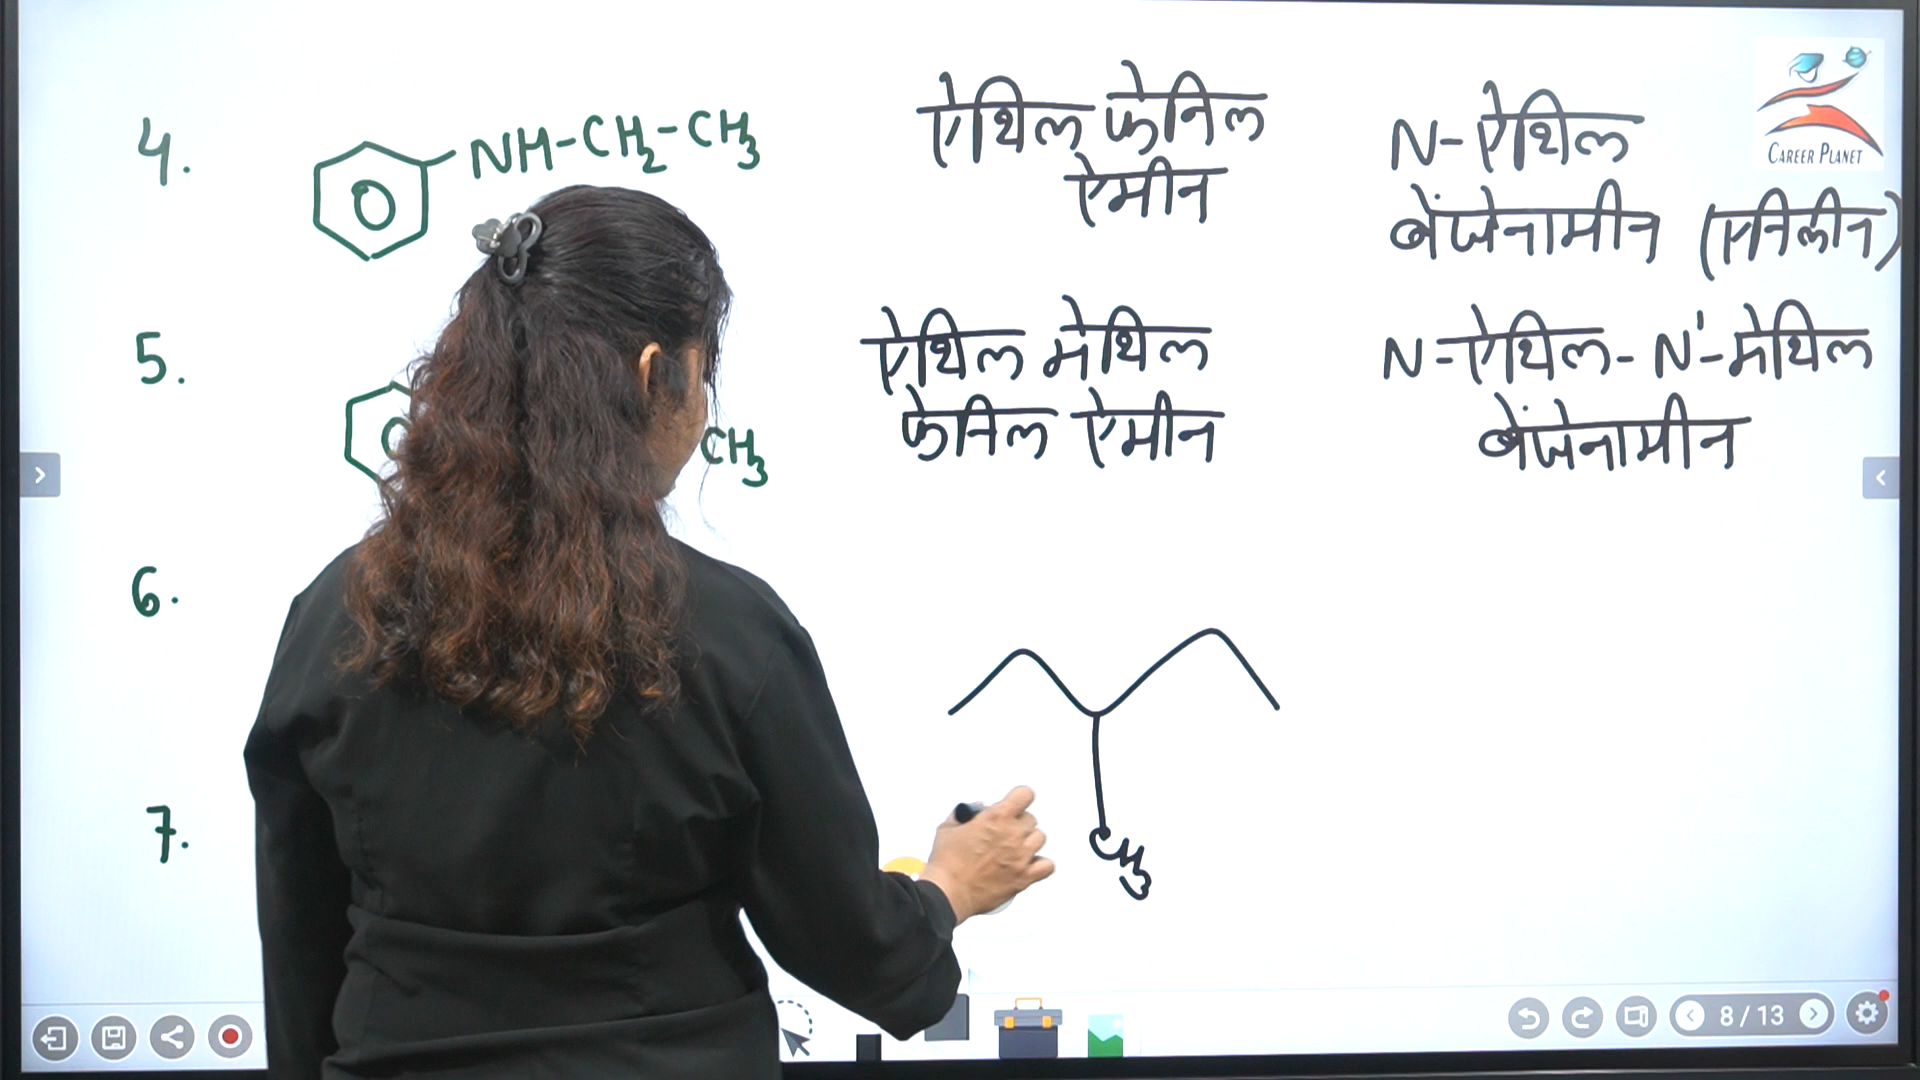 4.
NH-CH₂-CH₃
ऐथिल फेनिल
ऐमीन
N-ऐथिल
बेंजेनामीन (एनिलीन)
CAREER PLANET
5.
CH₃
ऐथिल मेथिल
फेनिल ऐमीन
N-ऐथिल-N'-मेथिल
बेंजेनामीन
6.
7.
CH₃
8/13